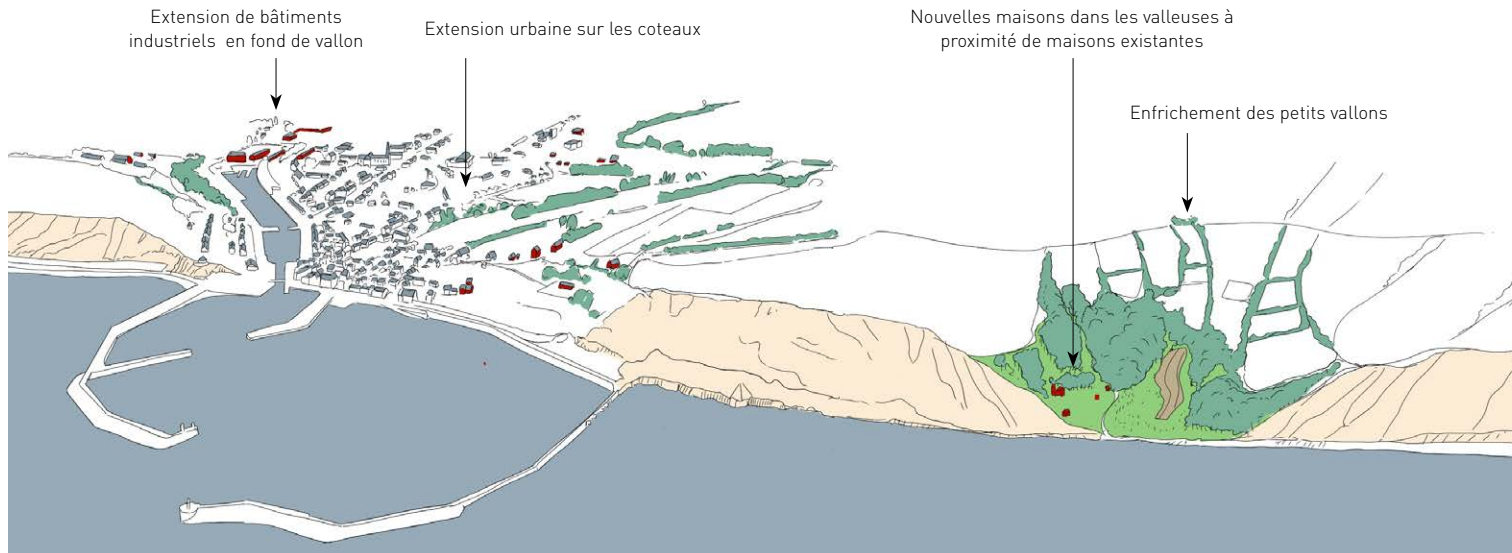 Extension de bâtiments
industriels en fond de vallon
Extension urbaine sur les coteaux
Nouvelles maisons dans les valleuses à
proximité de maisons existantes
Enfrichement des petits vallons